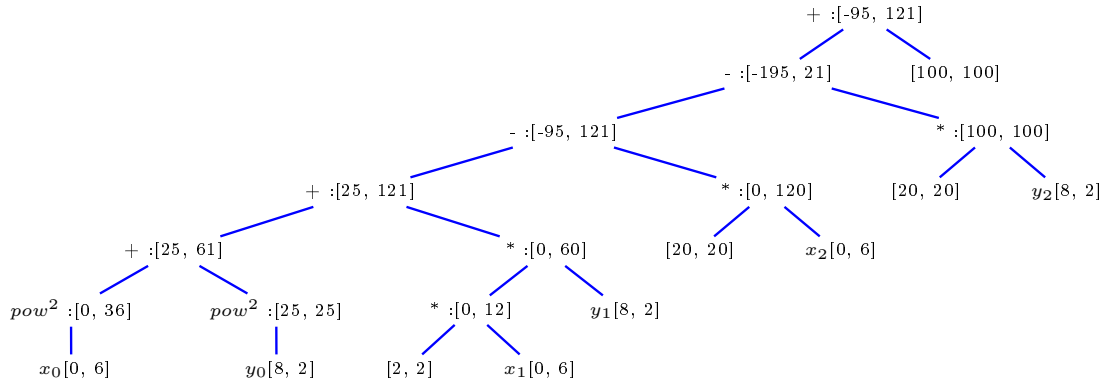 + :[-95, 121]
- :[-195, 21] [100, 100]
- :[-95, 121] * :[100, 100]
+ :[25, 121] * :[0, 120] [20, 20] y₂[8, 2]
+ :[25, 61] * :[0, 60] [20, 20] x₂[0, 6]
pow² :[0, 36] pow² :[25, 25] * :[0, 12] y₁[8, 2]
x₀[0, 6] y₀[8, 2] [2, 2] x₁[0, 6]